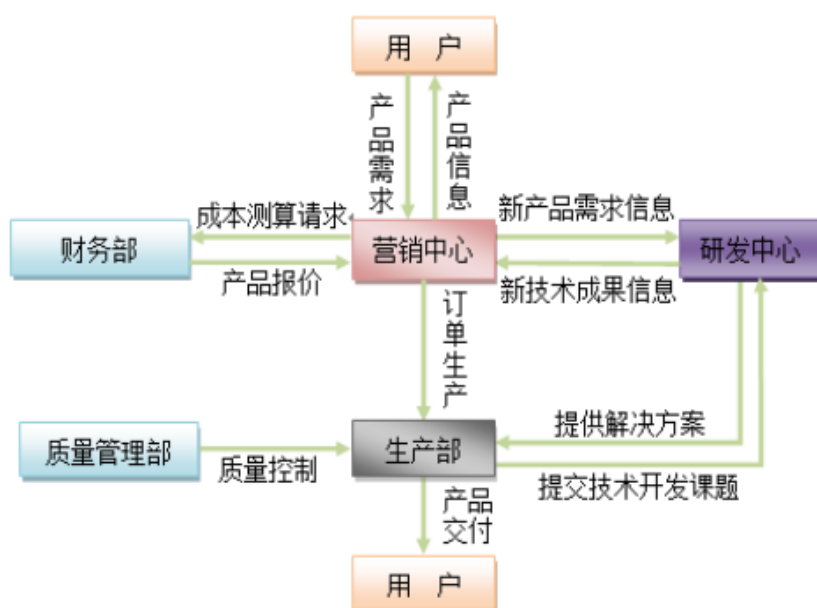 用 户
产品需求
产品信息
成本测算请求
新产品需求信息
财务部
营销中心
研发中心
产品报价
新技术成果信息
订单生产
提供解决方案
质量管理部
生产部
质量控制
提交技术开发课题
产品
交付
用 户